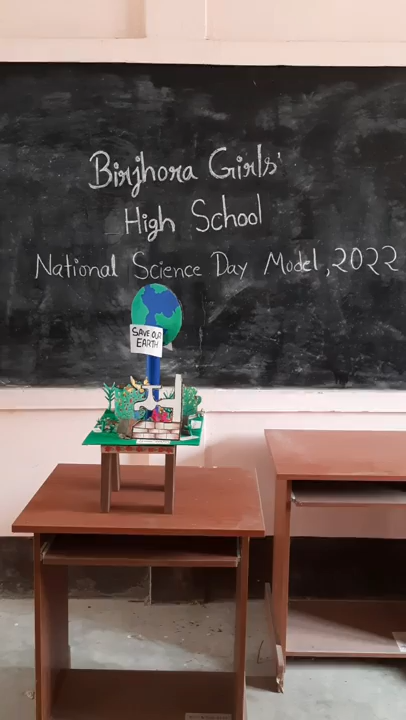 Birjhora Girls'
High School
National Science Day Model, 2022
SAVE OUR
EARTH